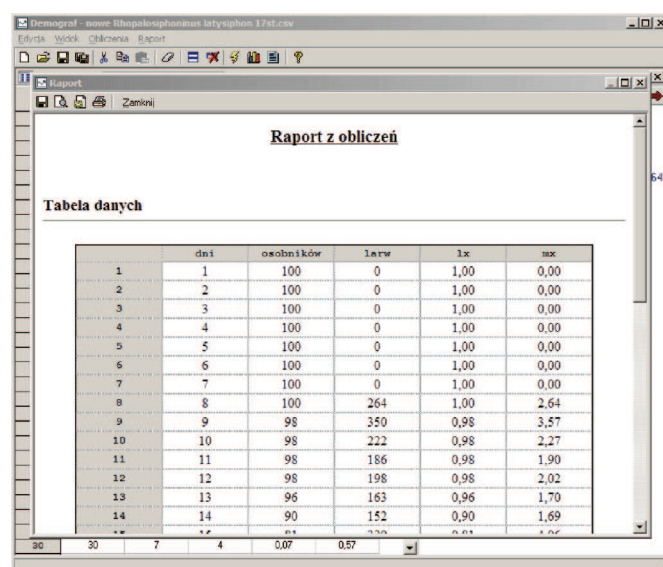 Demograf - nowe Rhopalosiphoninus latysiphon 17st.csv
Edycja Widok Obliczenia Raport
Raport
Zamknij
64
Raport z obliczeń
Tabela danych
dni osobników larw lx mx
1 1 100 0 1,00 0,00
2 2 100 0 1,00 0,00
3 3 100 0 1,00 0,00
4 4 100 0 1,00 0,00
5 5 100 0 1,00 0,00
6 6 100 0 1,00 0,00
7 7 100 0 1,00 0,00
8 8 100 264 1,00 2,64
9 9 98 350 0,98 3,57
10 10 98 222 0,98 2,27
11 11 98 186 0,98 1,90
12 12 98 198 0,98 2,02
13 13 96 163 0,96 1,70
14 14 90 152 0,90 1,69
30 30 7 4 0,07 0,57